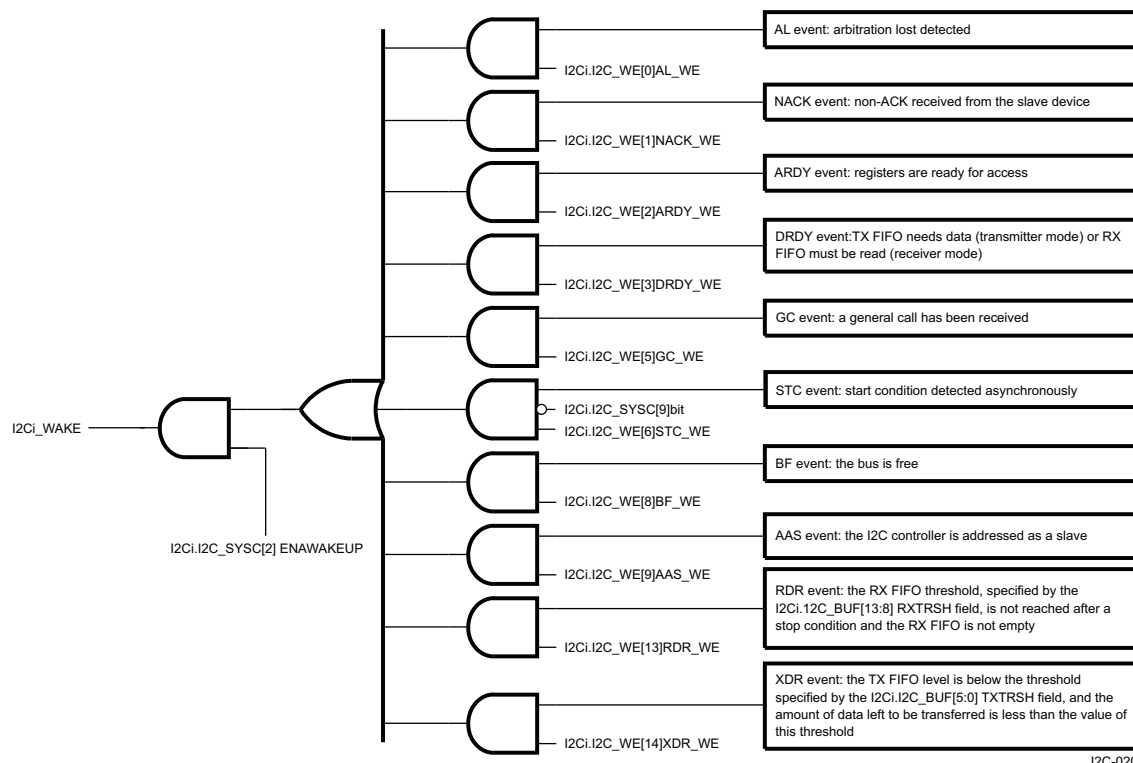 AL event: arbitration lost detected
I2Ci.I2C_WE[0]AL_WE
NACK event: non-ACK received from the slave device
I2Ci.I2C_WE[1]NACK_WE
ARDY event: registers are ready for access
I2Ci.I2C_WE[2]ARDY_WE
DRDY event:TX FIFO needs data (transmitter mode) or RX
FIFO must be read (receiver mode)
I2Ci.I2C_WE[3]DRDY_WE
GC event: a general call has been received
I2Ci.I2C_WE[5]GC_WE
STC event: start condition detected asynchronously
I2Ci.I2C_SYSC[9]bit
I2Ci.I2C_WE[6]STC_WE
I2Ci_WAKE
BF event: the bus is free
I2Ci.I2C_WE[8]BF_WE
AAS event: the I2C controller is addressed as a slave
I2Ci.I2C_SYSC[2] ENAWAKEUP
I2Ci.I2C_WE[9]AAS_WE
RDR event: the RX FIFO threshold, specified by the
I2Ci.12C_BUF[13:8] RXTRSH field, is not reached after a
stop condition and the RX FIFO is not empty
I2Ci.I2C_WE[13]RDR_WE
XDR event: the TX FIFO level is below the threshold
specified by the I2Ci.I2C_BUF[5:0] TXTRSH field, and the
amount of data left to be transferred is less than the value of
this threshold
I2Ci.I2C_WE[14]XDR_WE
I2C-020